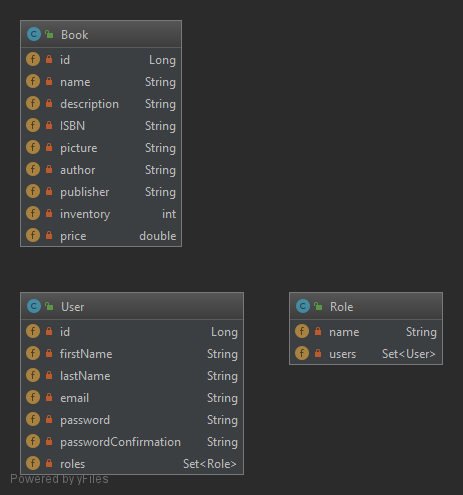 Book
id Long
name String
description String
ISBN String
picture String
author String
publisher String
inventory int
price double
User
id Long
firstName String
lastName String
email String
password String
passwordConfirmation String
roles Set<Role>
Role
name String
users Set<User>
Powered by yFiles